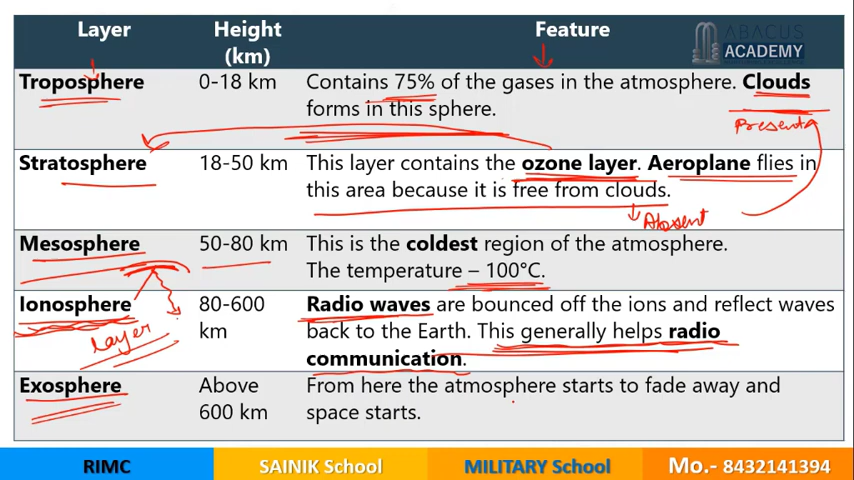 Layer Height (km) Feature
ABACUS
ACADEMY
Troposphere 0-18 km Contains 75% of the gases in the atmosphere. Clouds
forms in this sphere.
Present
Stratosphere 18-50 km This layer contains the ozone layer. Aeroplane flies in
this area because it is free from clouds.
Absent
Mesosphere 50-80 km This is the coldest region of the atmosphere.
The temperature – 100°C.
Ionosphere 80-600 Radio waves are bounced off the ions and reflect waves
km back to the Earth. This generally helps radio
layer
communication.
Exosphere Above From here the atmosphere starts to fade away and
600 km space starts.
RIMC SAINIK School MILITARY School Mo.- 8432141394